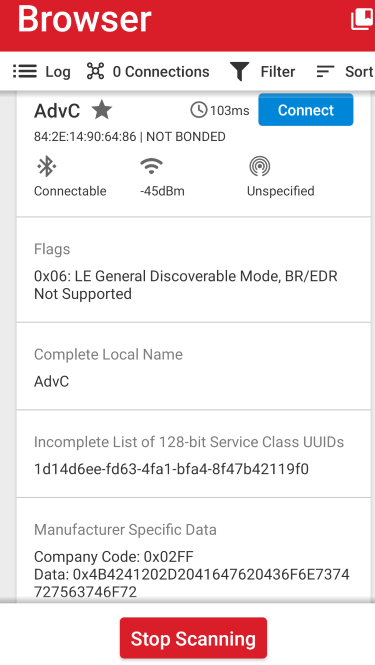 Browser
Log 0 Connections Filter Sort
AdvC 103ms Connect
84:2E:14:90:64:86 | NOT BONDED
Connectable -45dBm Unspecified
Flags
0x06: LE General Discoverable Mode, BR/EDR
Not Supported
Complete Local Name
AdvC
Incomplete List of 128-bit Service Class UUIDs
1d14d6ee-fd63-4fa1-bfa4-8f47b42119f0
Manufacturer Specific Data
Company Code: 0x02FF
Data: 0x4B4241202D2041647620436F6E7374
727563746F72
Stop Scanning